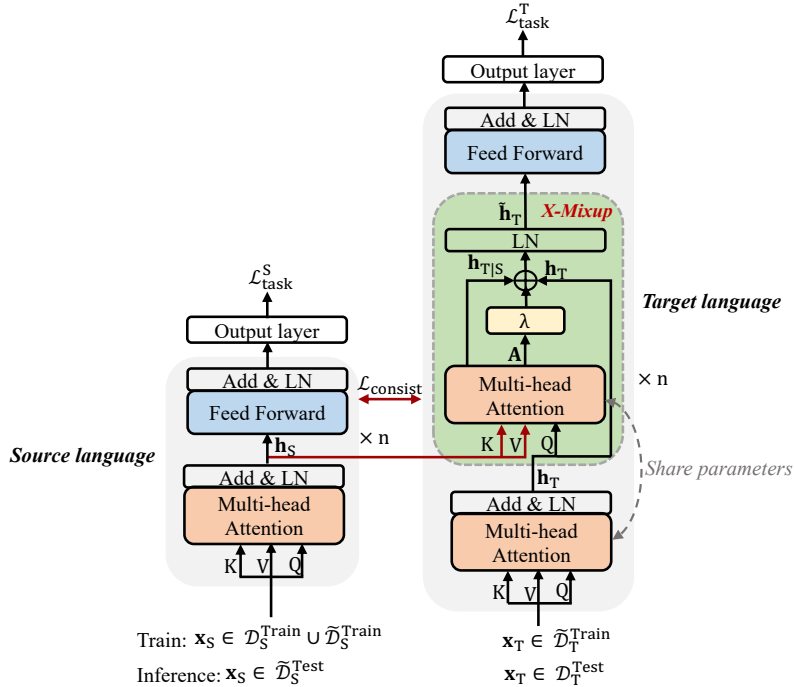 ℒ_task^T
Output layer
Add & LN
Feed Forward
X-Mixup
h̃_T
LN
h_T|S
h_T
λ
A
Multi-head
Attention
K
V
Q
Target language
× n
Share parameters
h_T
Add & LN
Multi-head
Attention
K
V
Q
x_T ∈ 𝒟̃_T^Train
x_T ∈ 𝒟_T^Test
ℒ_task^S
Output layer
Add & LN
Feed Forward
ℒ_consist
× n
Source language
h_S
Add & LN
Multi-head
Attention
K
V
Q
Train: x_S ∈ 𝒟_S^Train ∪ 𝒟̃_S^Train
Inference: x_S ∈ 𝒟̃_S^Test